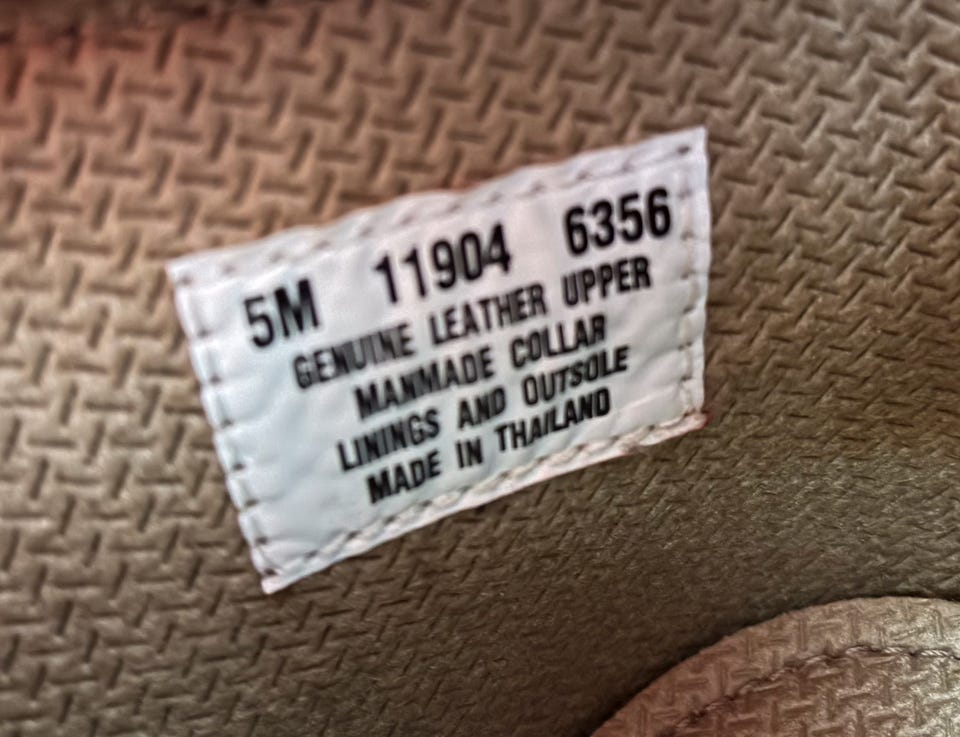 5M 11904 6356
GENUINE LEATHER UPPER
MANMADE COLLAR
LININGS AND OUTSOLE
MADE IN THAILAND